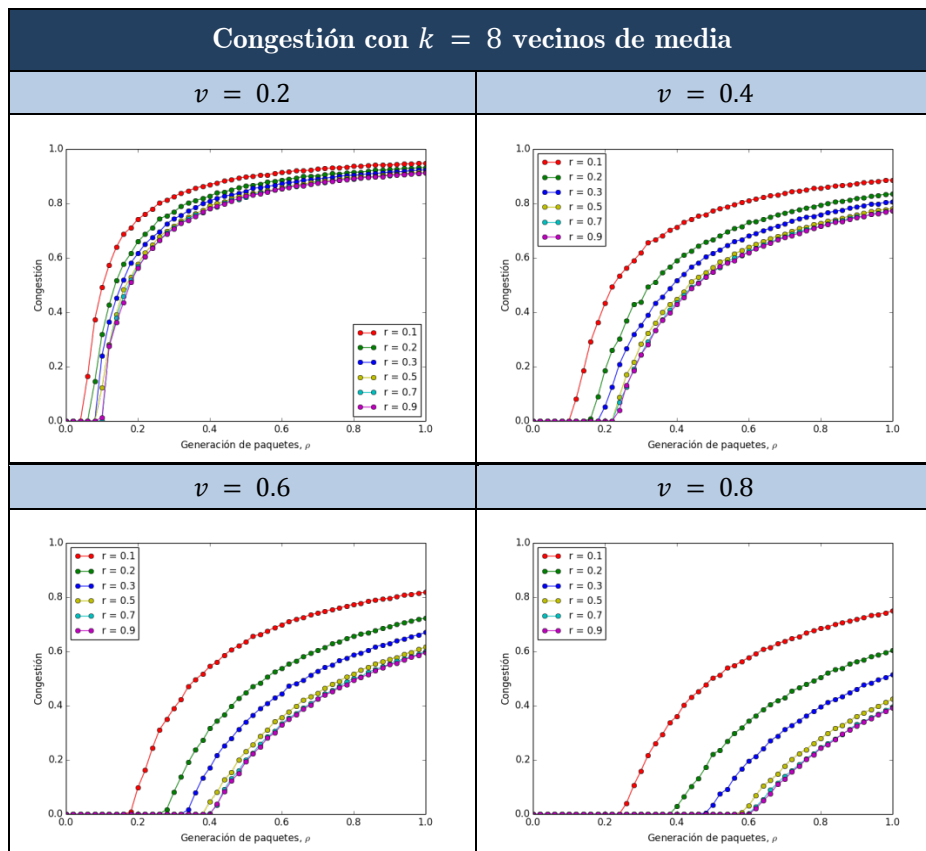 Congestión con k = 8 vecinos de media
v = 0.2
v = 0.4
1.0
0.8
0.6
0.4
0.2
0.0
Congestión
0.0 0.2 0.4 0.6 0.8 1.0
Generación de paquetes, ρ
r = 0.1
r = 0.2
r = 0.3
r = 0.5
r = 0.7
r = 0.9
1.0
0.8
0.6
0.4
0.2
0.0
Congestión
0.0 0.2 0.4 0.6 0.8 1.0
Generación de paquetes, ρ
r = 0.1
r = 0.2
r = 0.3
r = 0.5
r = 0.7
r = 0.9
v = 0.6
v = 0.8
1.0
0.8
0.6
0.4
0.2
0.0
Congestión
0.0 0.2 0.4 0.6 0.8 1.0
Generación de paquetes, ρ
r = 0.1
r = 0.2
r = 0.3
r = 0.5
r = 0.7
r = 0.9
1.0
0.8
0.6
0.4
0.2
0.0
Congestión
0.0 0.2 0.4 0.6 0.8 1.0
Generación de paquetes, ρ
r = 0.1
r = 0.2
r = 0.3
r = 0.5
r = 0.7
r = 0.9